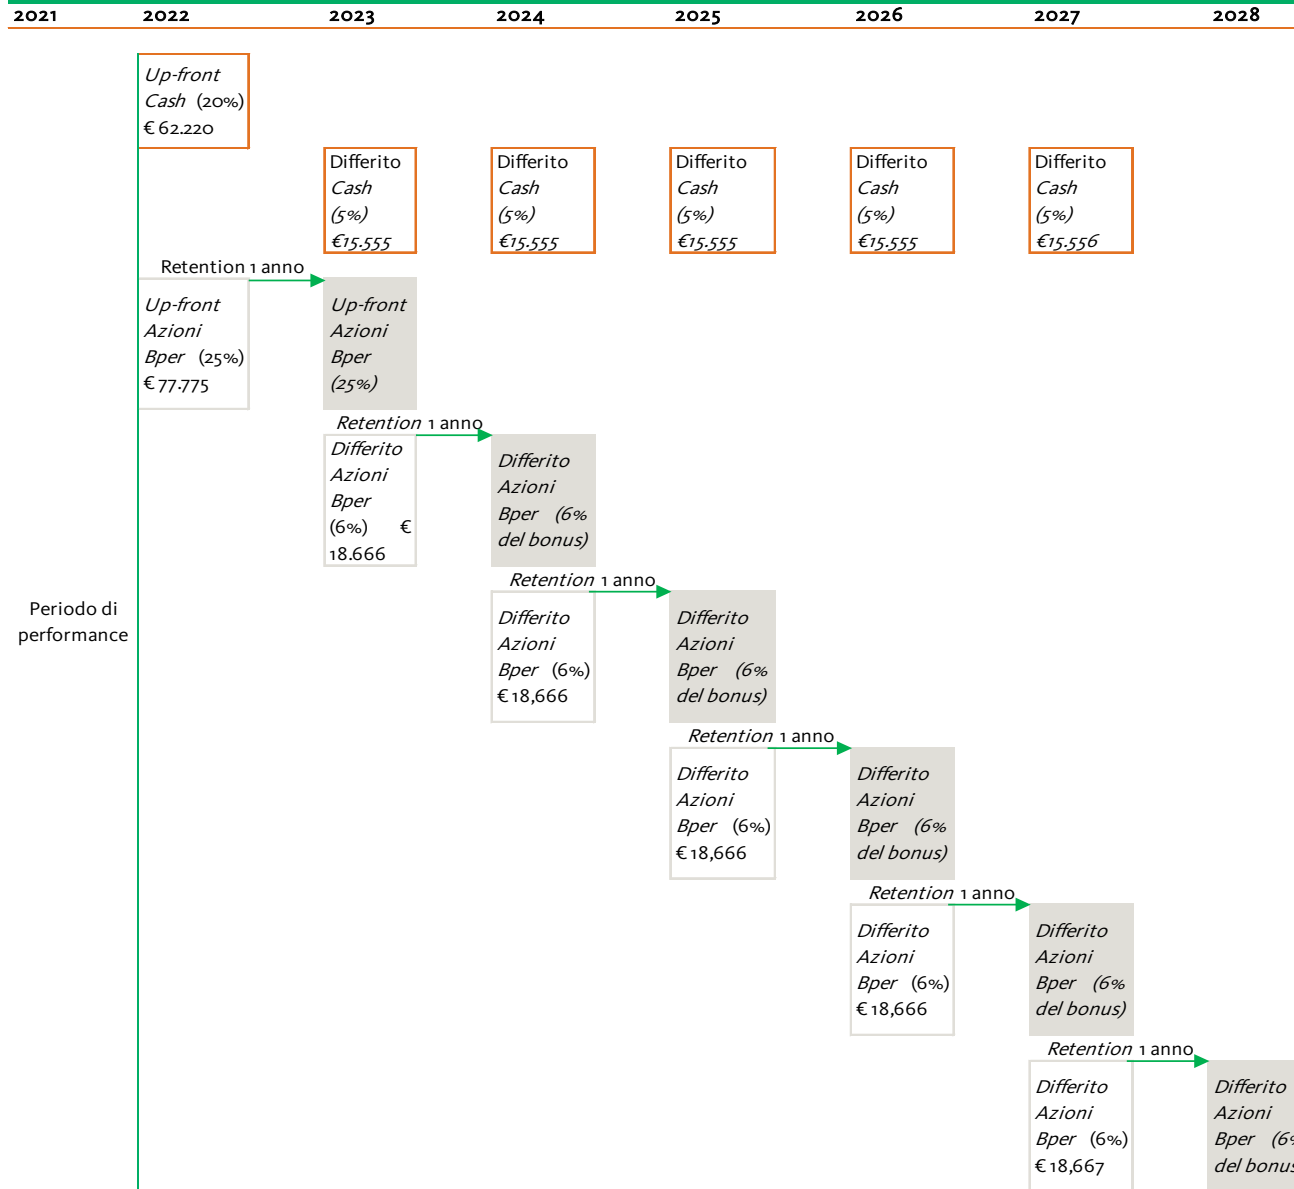 2021 2022 2023 2024 2025 2026 2027 2028
Up-front
Cash (20%)
€ 62.220
Differito
Cash
(5%)
€15.555
Differito
Cash
(5%)
€15.555
Differito
Cash
(5%)
€15.555
Differito
Cash
(5%)
€15.555
Differito
Cash
(5%)
€15.556
Retention 1 anno
Up-front
Azioni
Bper (25%)
€ 77.775
Up-front
Azioni
Bper
(25%)
Retention 1 anno
Differito
Azioni
Bper
(6%) €
18.666
Differito
Azioni
Bper (6%
del bonus)
Retention 1 anno
Periodo di
performance
Differito
Azioni
Bper (6%)
€ 18,666
Differito
Azioni
Bper (6%
del bonus)
Retention 1 anno
Differito
Azioni
Bper (6%)
€ 18,666
Differito
Azioni
Bper (6%
del bonus)
Retention 1 anno
Differito
Azioni
Bper (6%)
€ 18,666
Differito
Azioni
Bper (6%
del bonus)
Retention 1 anno
Differito
Azioni
Bper (6%)
€ 18,667
Differito
Azioni
Bper (6%
del bonus